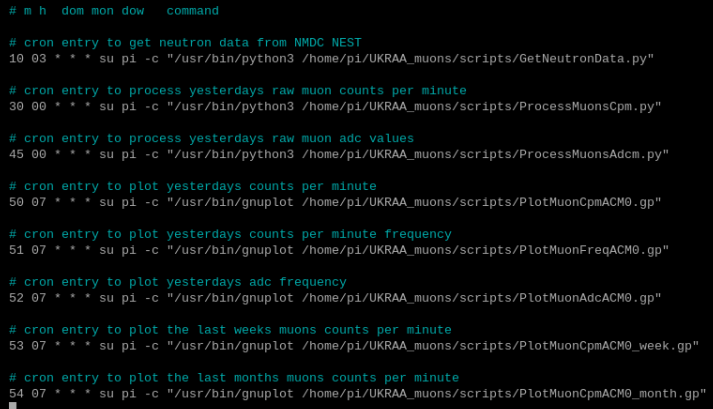 # m h  dom mon dow   command
# cron entry to get neutron data from NMDC NEST
10 03 * * * su pi -c "/usr/bin/python3 /home/pi/UKRAA_muons/scripts/GetNeutronData.py"
# cron entry to process yesterdays raw muon counts per minute
30 00 * * * su pi -c "/usr/bin/python3 /home/pi/UKRAA_muons/scripts/ProcessMuonsCpm.py"
# cron entry to process yesterdays raw muon adc values
45 00 * * * su pi -c "/usr/bin/python3 /home/pi/UKRAA_muons/scripts/ProcessMuonsAdcm.py"
# cron entry to plot yesterdays counts per minute
50 07 * * * su pi -c "/usr/bin/gnuplot /home/pi/UKRAA_muons/scripts/PlotMuonCpmACM0.gp"
# cron entry to plot yesterdays counts per minute frequency
51 07 * * * su pi -c "/usr/bin/gnuplot /home/pi/UKRAA_muons/scripts/PlotMuonFreqACM0.gp"
# cron entry to plot yesterdays adc frequency
52 07 * * * su pi -c "/usr/bin/gnuplot /home/pi/UKRAA_muons/scripts/PlotMuonAdcACM0.gp"
# cron entry to plot the last weeks muons counts per minute
53 07 * * * su pi -c "/usr/bin/gnuplot /home/pi/UKRAA_muons/scripts/PlotMuonCpmACM0_week.gp"
# cron entry to plot the last months muons counts per minute
54 07 * * * su pi -c "/usr/bin/gnuplot /home/pi/UKRAA_muons/scripts/PlotMuonCpmACM0_month.gp"